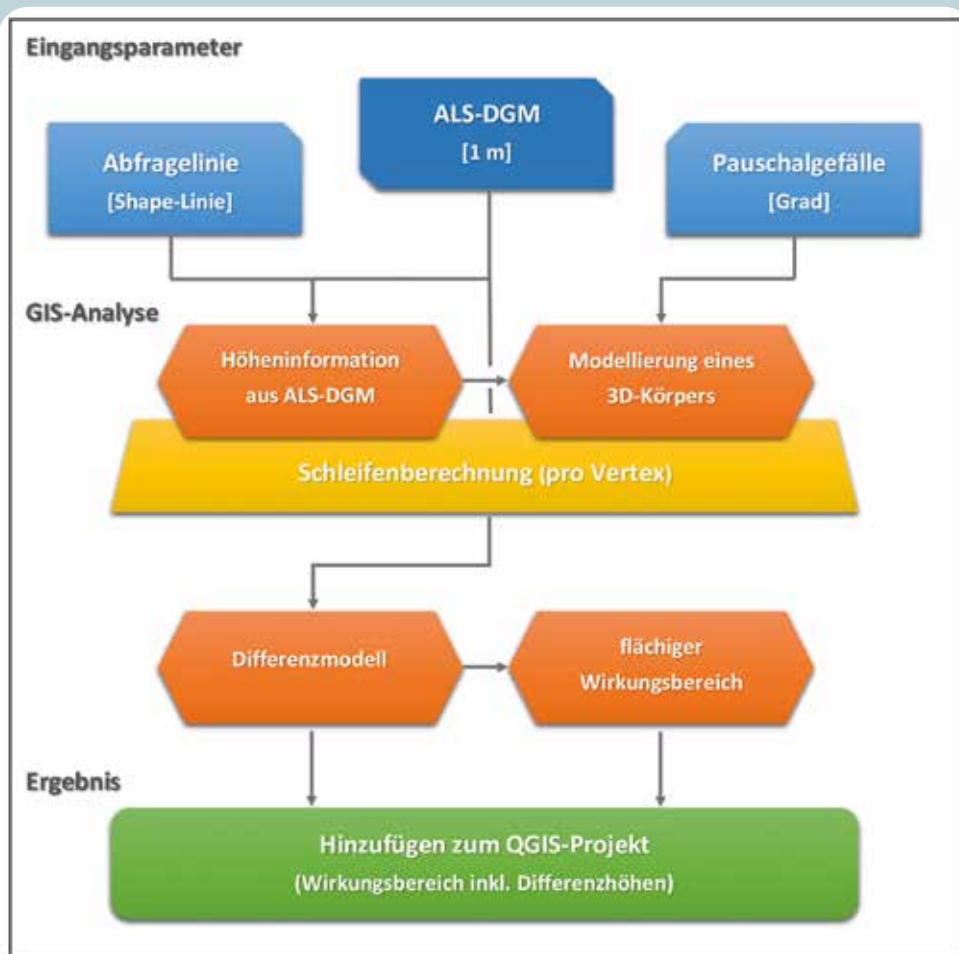 Eingangsparameter
ALS-DGM
[1 m]
Abfragelinie
[Shape-Linie]
Pauschalgefälle
[Grad]
GIS-Analyse
Höheninformation
aus ALS-DGM
Modellierung eines
3D-Körpers
Schleifenberechnung (pro Vertex)
Differenzmodell
flächiger
Wirkungsbereich
Ergebnis
Hinzufügen zum QGIS-Projekt
(Wirkungsbereich inkl. Differenzhöhen)